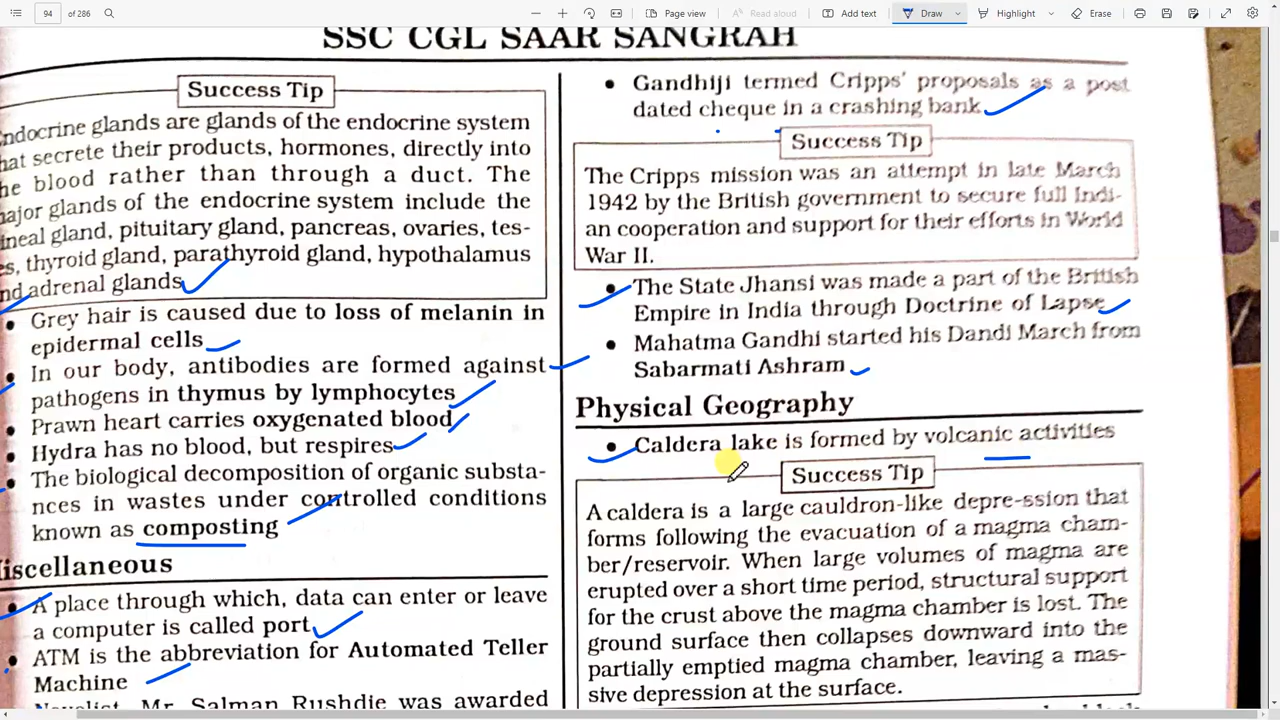 94 of 286
Page view
Read aloud
Add text
Draw
Highlight
Erase
SSC CGL SAAR SANGRAH
Success Tip
ndocrine glands are glands of the endocrine system
hat secrete their products, hormones, directly into
he blood rather than through a duct. The
ajor glands of the endocrine system include the
ineal gland, pituitary gland, pancreas, ovaries, tes-
es, thyroid gland, parathyroid gland, hypothalamus
nd adrenal glands
• Grey hair is caused due to loss of melanin in
epidermal cells
• In our body, antibodies are formed against
pathogens in thymus by lymphocytes
• Prawn heart carries oxygenated blood
• Hydra has no blood, but respires
• The biological decomposition of organic substa-
nces in wastes under controlled conditions
known as composting
iscellaneous
• A place through which, data can enter or leave
a computer is called port
• ATM is the abbreviation for Automated Teller
Machine
Novelist, Mr. Salman Rushdie was awarded
• Gandhiji termed Cripps' proposals as a post
dated cheque in a crashing bank
Success Tip
The Cripps mission was an attempt in late March
1942 by the British government to secure full Indi-
an cooperation and support for their efforts in World
War II.
• The State Jhansi was made a part of the British
Empire in India through Doctrine of Lapse
• Mahatma Gandhi started his Dandi March from
Sabarmati Ashram
Physical Geography
• Caldera lake is formed by volcanic activities
Success Tip
A caldera is a large cauldron-like depre-ssion that
forms following the evacuation of a magma cham-
ber/reservoir. When large volumes of magma are
erupted over a short time period, structural support
for the crust above the magma chamber is lost. The
ground surface then collapses downward into the
partially emptied magma chamber, leaving a mas-
sive depression at the surface.